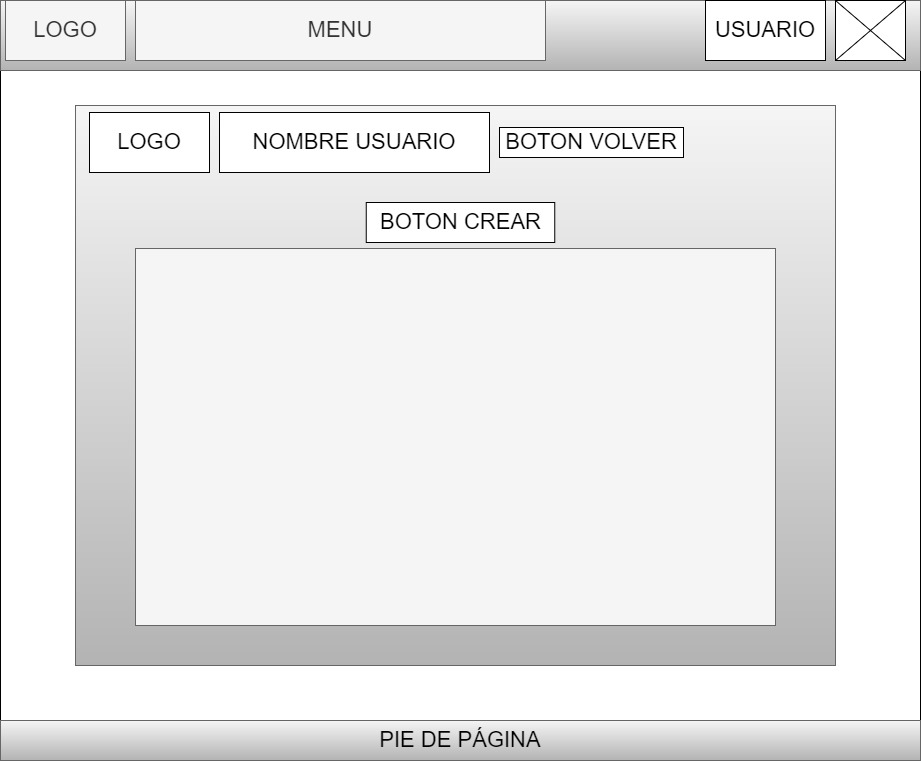 LOGO
MENU
USUARIO
LOGO
NOMBRE USUARIO
BOTON VOLVER
BOTON CREAR
PIE DE PÁGINA